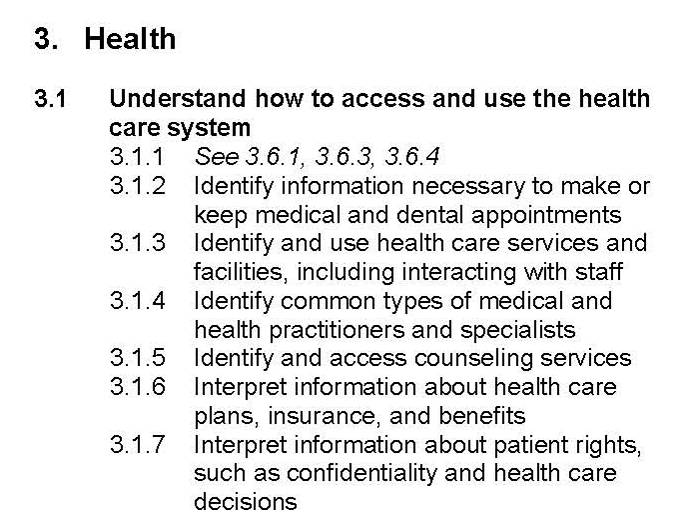 3. Health
3.1 Understand how to access and use the health
care system
3.1.1 See 3.6.1, 3.6.3, 3.6.4
3.1.2 Identify information necessary to make or
keep medical and dental appointments
3.1.3 Identify and use health care services and
facilities, including interacting with staff
3.1.4 Identify common types of medical and
health practitioners and specialists
3.1.5 Identify and access counseling services
3.1.6 Interpret information about health care
plans, insurance, and benefits
3.1.7 Interpret information about patient rights,
such as confidentiality and health care
decisions